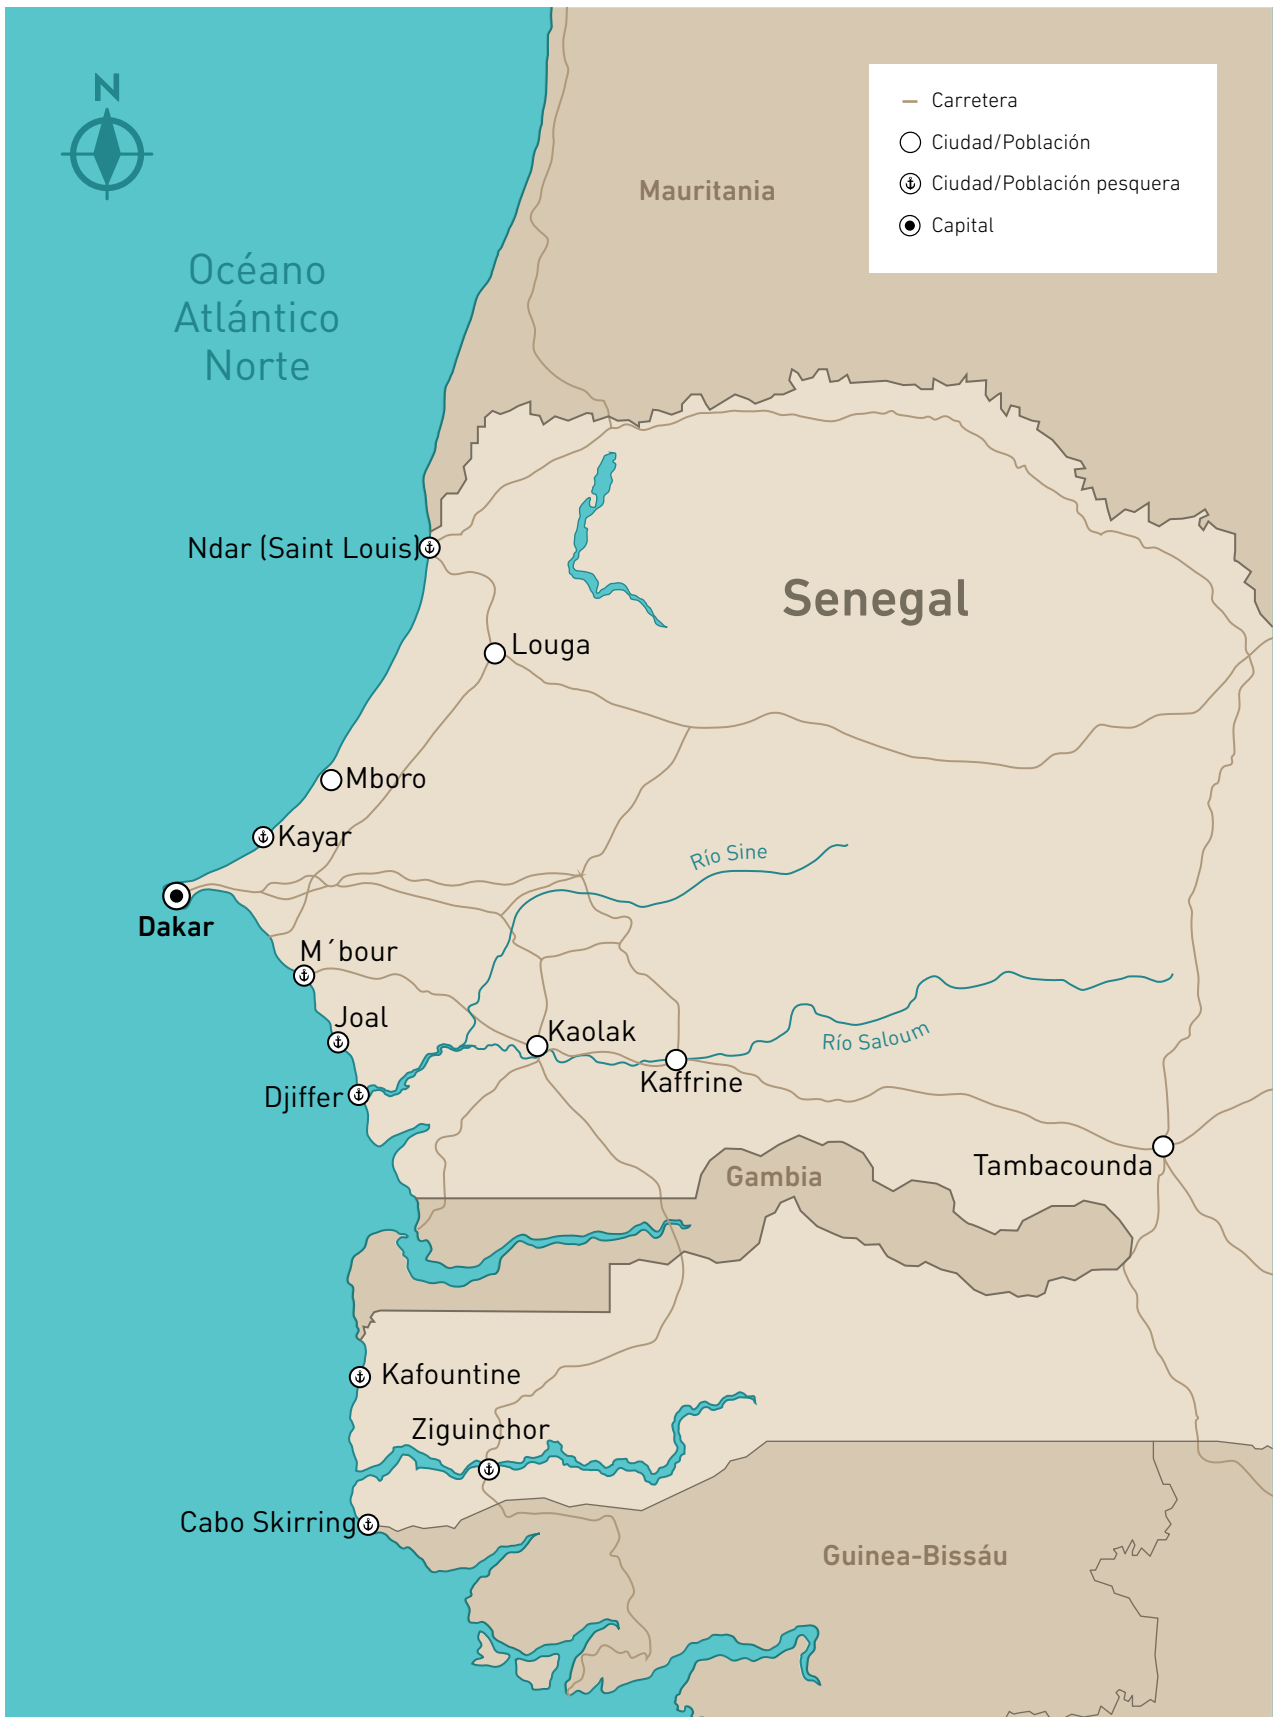 N
Carretera
Ciudad/Población
Ciudad/Población pesquera
Capital
Mauritania
Océano
Atlántico
Norte
Ndar (Saint Louis)
Senegal
Louga
Mboro
Kayar
Río Sine
Dakar
M´bour
Joal
Kaolak
Río Saloum
Kaffrine
Djiffer
Tambacounda
Gambia
Kafountine
Ziguinchor
Cabo Skirring
Guinea-Bissáu